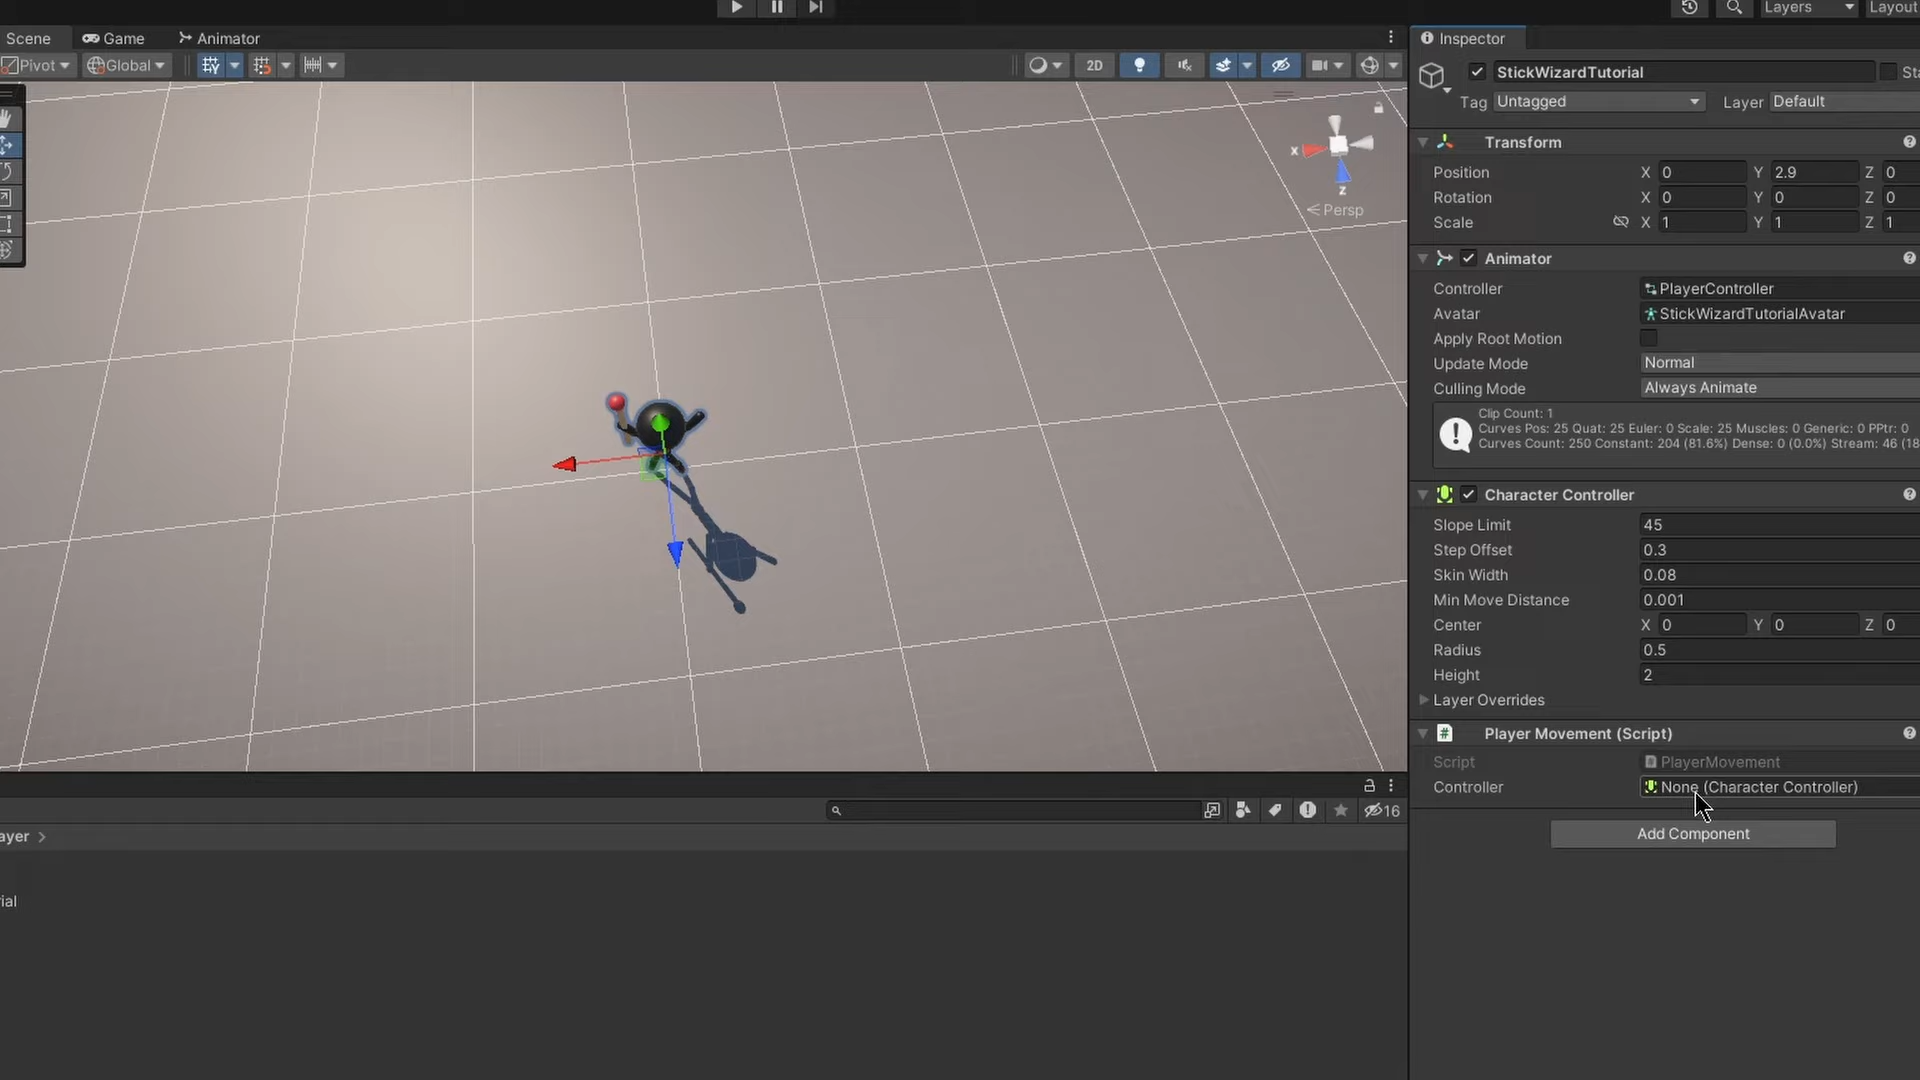 Layers
Layout
Scene
Game
Animator
Inspector
Pivot
Global
2D
StickWizardTutorial
Sta
Tag Untagged Layer Default
Transform
Position X 0 Y 2.9 Z 0
Rotation X 0 Y 0 Z 0
Scale X 1 Y 1 Z 1
x
z
Persp
Animator
Controller PlayerController
Avatar StickWizardTutorialAvatar
Apply Root Motion
Update Mode Normal
Culling Mode Always Animate
Clip Count: 1
Curves Pos: 25 Quat: 25 Euler: 0 Scale: 25 Muscles: 0 Generic: 0 PPtr: 0
Curves Count: 250 Constant: 204 (81.6%) Dense: 0 (0.0%) Stream: 46 (18
Character Controller
Slope Limit 45
Step Offset 0.3
Skin Width 0.08
Min Move Distance 0.001
Center X 0 Y 0 Z 0
Radius 0.5
Height 2
Layer Overrides
# Player Movement (Script)
Script PlayerMovement
Controller None (Character Controller)
Add Component
16
ayer >
ial